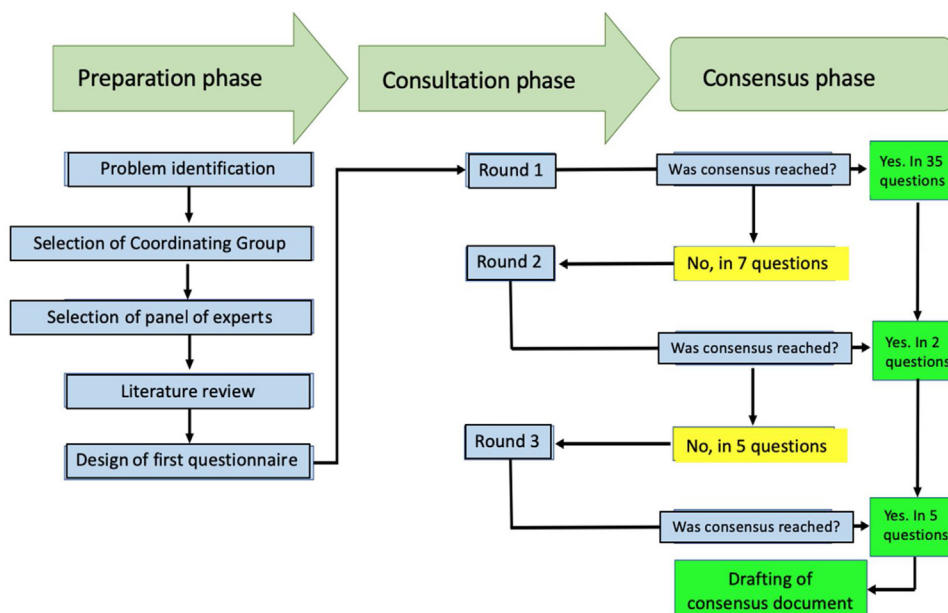 Preparation phase
Consultation phase
Consensus phase
Problem identification
Selection of Coordinating Group
Selection of panel of experts
Literature review
Design of first questionnaire
Round 1
Was consensus reached?
Yes. In 35
questions
No, in 7 questions
Round 2
Was consensus reached?
Yes. In 2
questions
No, in 5 questions
Round 3
Was consensus reached?
Yes. In 5
questions
Drafting of
consensus document